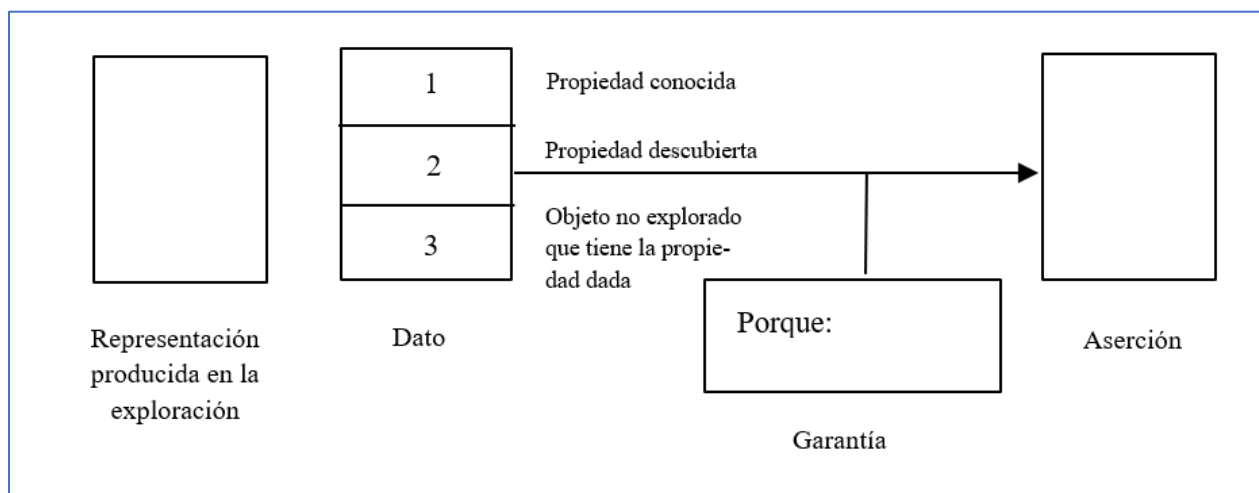 1
Propiedad conocida
2
Propiedad descubierta
3
Objeto no explorado
que tiene la propie-
dad dada
Porque:
Representación
producida en la
exploración
Dato
Garantía
Aserción